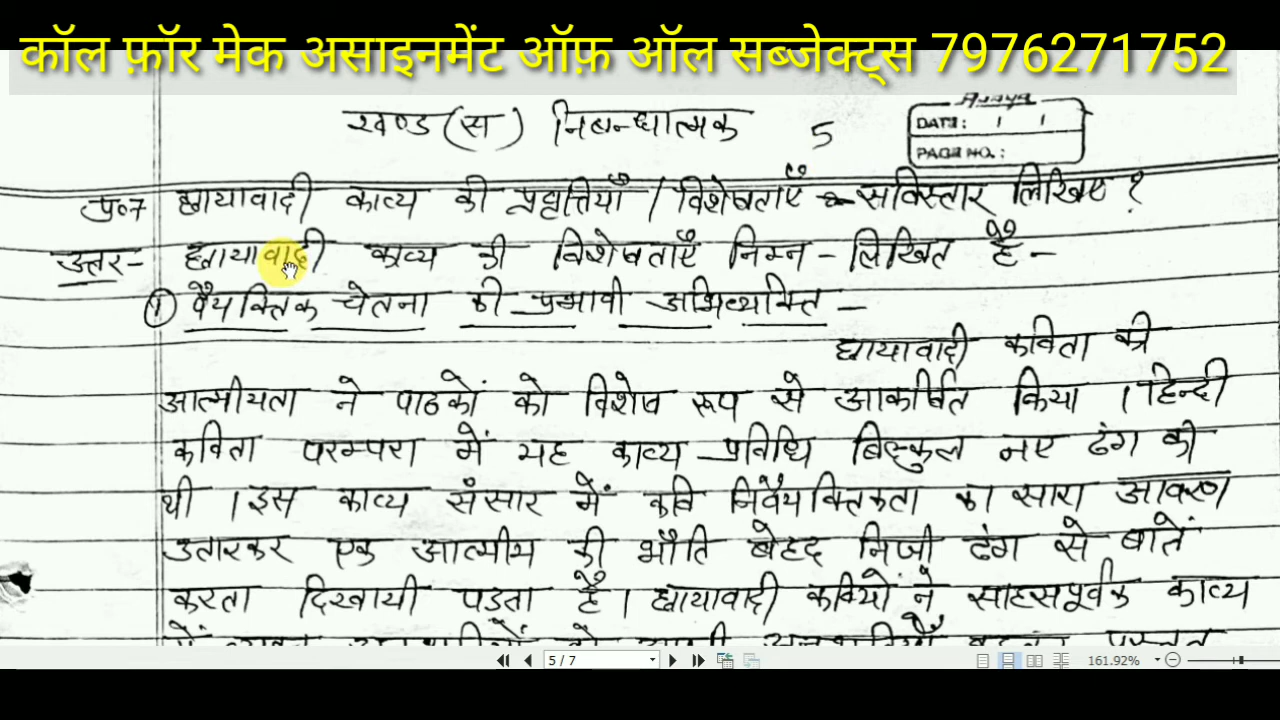 कॉल फ़ॉर मेक असाइनमेंट ऑफ़ ऑल सब्जेक्ट्स 7976271752
खण्ड (स) निबन्धात्मक 5
DATE: / /
PAGE NO.:
प्र०7 छायावादी काव्य की प्रवृत्तियाँ / विशेषताएँ सविस्तार लिखिए ?
उत्तर- छायावादी काव्य की विशेषताएँ निम्न - लिखित है -
① वैयक्तिक चेतना की प्रभावी अभिव्यक्ति -
छायावादी कविता की
आत्मीयता ने पाठकों को विशेष रूप से आकर्षित किया । हिन्दी
कविता परम्परा में यह काव्य प्रविधि बिल्कुल नए ढंग की
थी । इस काव्य संसार में कवि निर्वैयक्तिकता का सारा आवरण
उतारकर एक आत्मीय की भाँति बेहद निजी ढंग से बातें
करता दिखायी पड़ता है । छायावादी कवियों ने साहसपूर्वक काव्य
5 / 7
161.92%